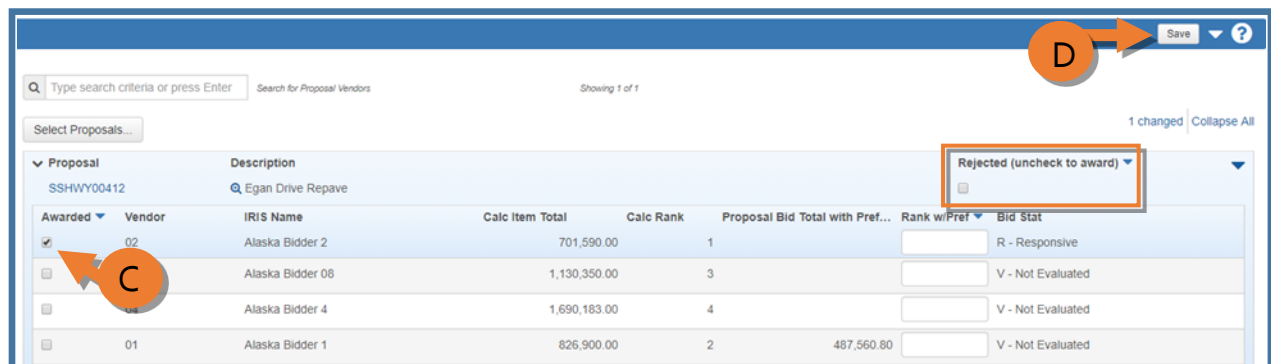 D
Save
Type search criteria or press Enter Search for Proposal Vendors Showing 1 of 1
Select Proposals... 1 changed Collapse All
Proposal Description Rejected (uncheck to award)
SSHWY00412 Egan Drive Repave
Awarded Vendor IRIS Name Calc Item Total Calc Rank Proposal Bid Total with Pref... Rank w/Pref Bid Stat
02 Alaska Bidder 2 701,590.00 1 R - Responsive
C
Alaska Bidder 08 1,130,350.00 3 V - Not Evaluated
Alaska Bidder 4 1,690,183.00 4 V - Not Evaluated
01 Alaska Bidder 1 826,900.00 2 487,560.80 V - Not Evaluated